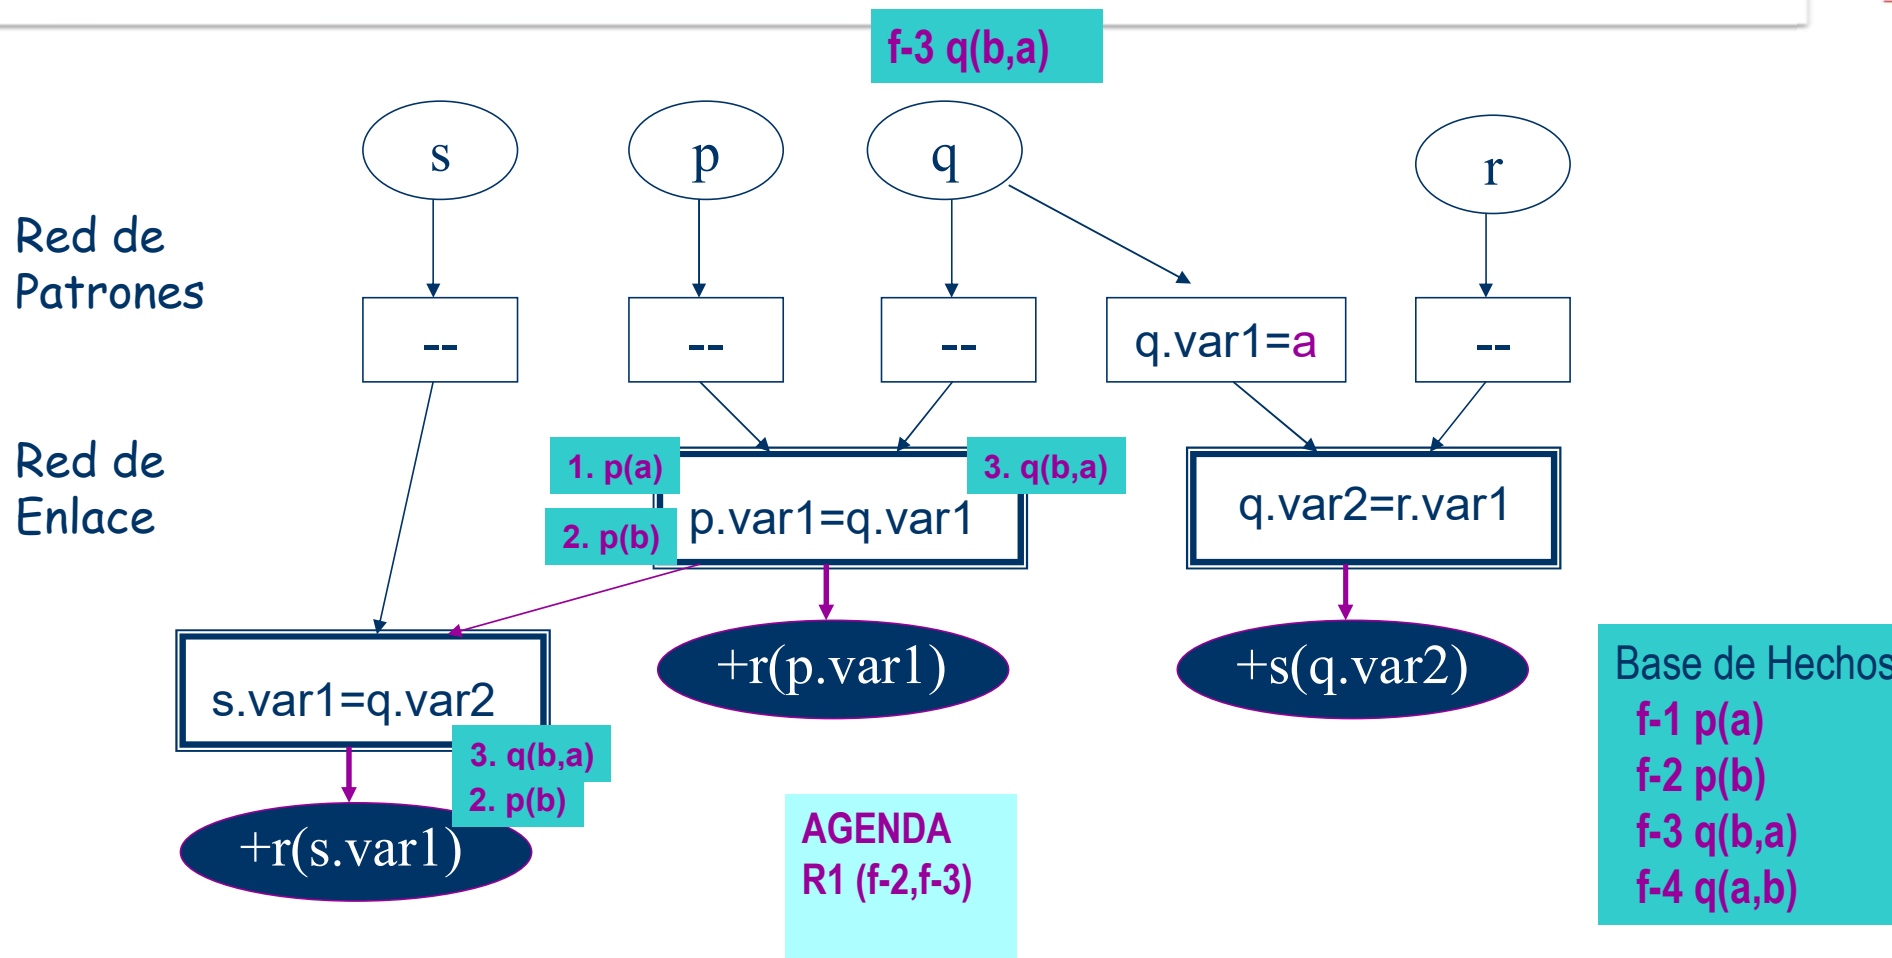 f-3 q(b,a)
s
p
q
r
Red de
Patrones
--
--
--
q.var1=a
--
Red de
Enlace
1. p(a)
3. q(b,a)
2. p(b)
p.var1=q.var1
q.var2=r.var1
s.var1=q.var2
+r(p.var1)
+s(q.var2)
3. q(b,a)
2. p(b)
+r(s.var1)
AGENDA
R1 (f-2,f-3)
Base de Hechos
f-1 p(a)
f-2 p(b)
f-3 q(b,a)
f-4 q(a,b)